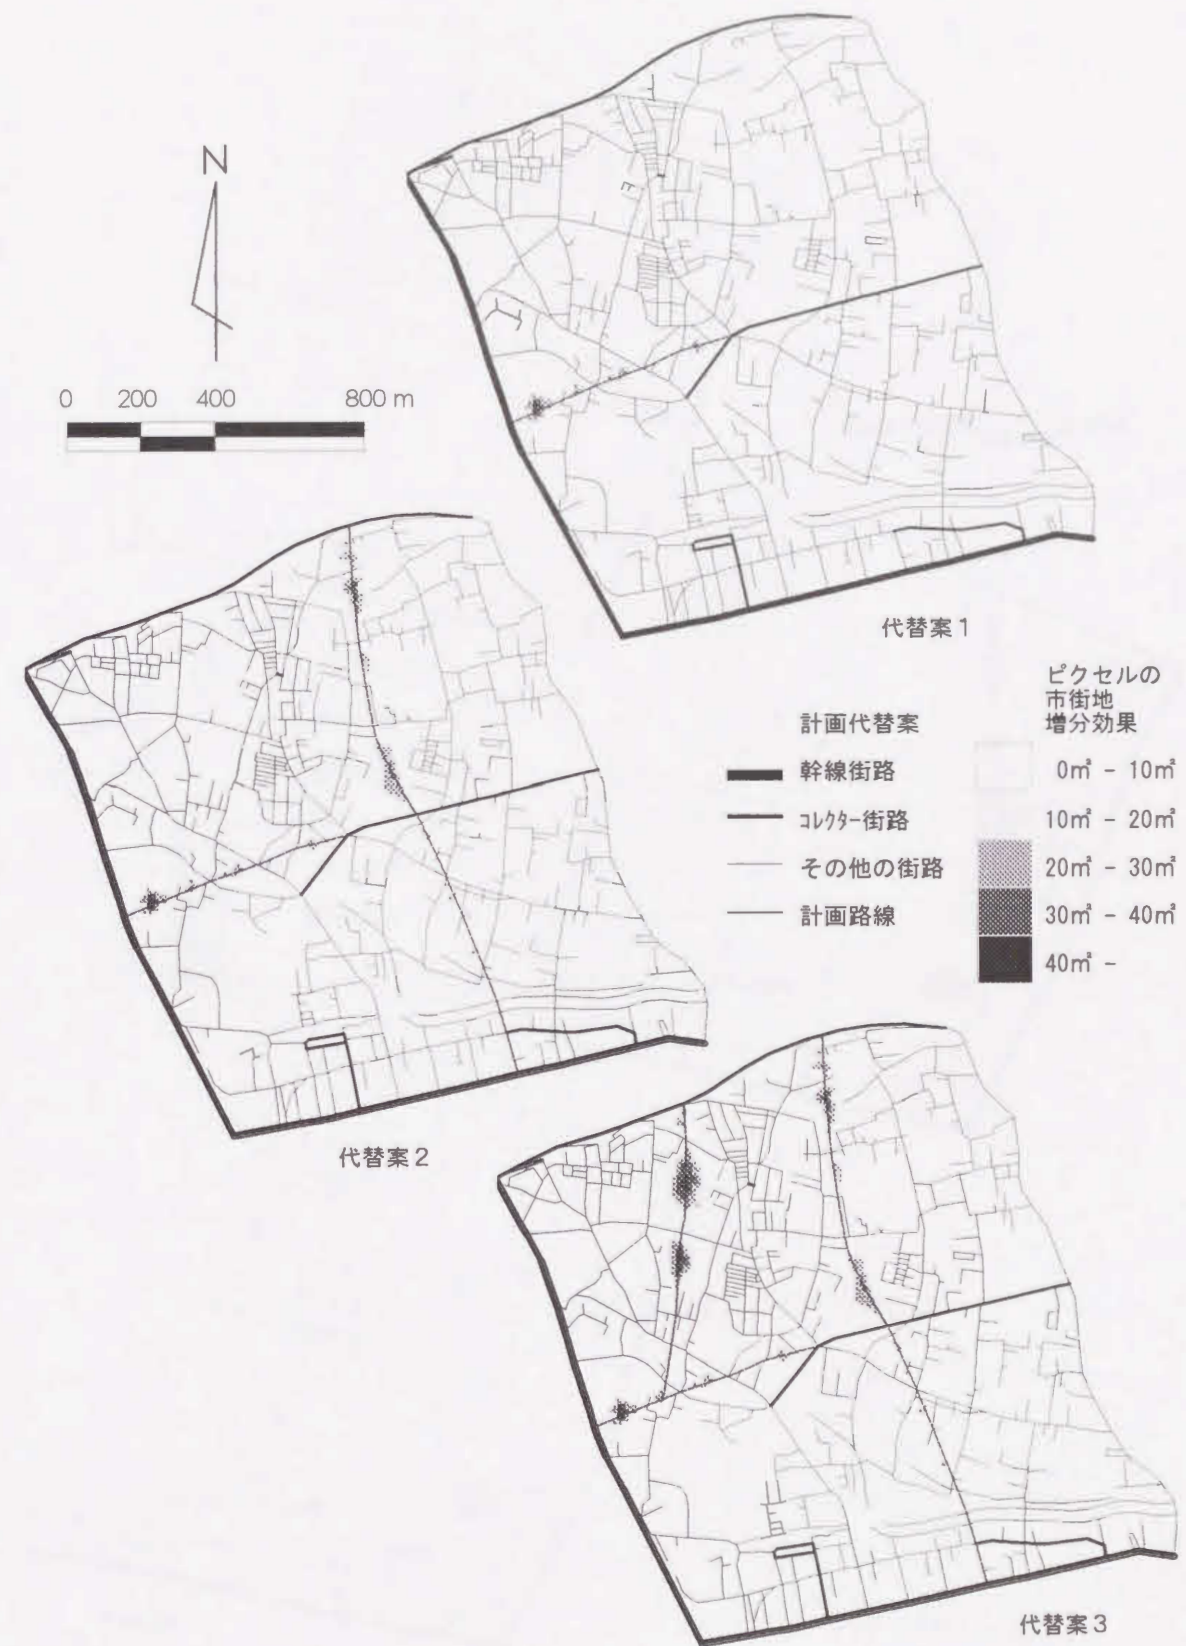 N
0 200 400 800 m
代替案1
計画代替案
幹線街路
コレクター街路
その他の街路
計画路線
ピクセルの
市街地
増分効果
0㎡ - 10㎡
10㎡ - 20㎡
20㎡ - 30㎡
30㎡ - 40㎡
40㎡ -
代替案2
代替案3